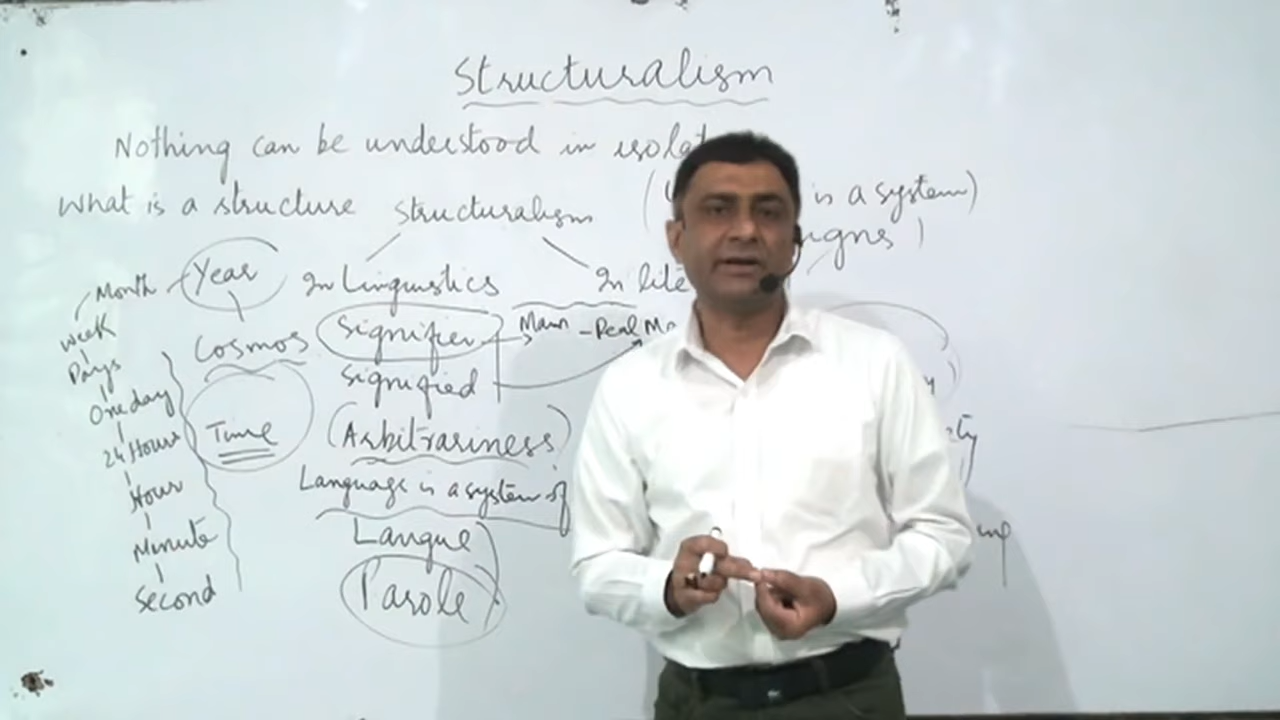 Structuralism
Nothing can be understood in isolat
What is a structure
Structuralism
( is a system)
igns)
In Linguistics
In lite
Year
Month
Week
Days
One day
24 Hours
Hour
Minute
Second
Cosmos
Time
Signifier
Signified
Mann - Real Ma
(Arbitrariness)
Language is a system of
Langue
Parole
ty